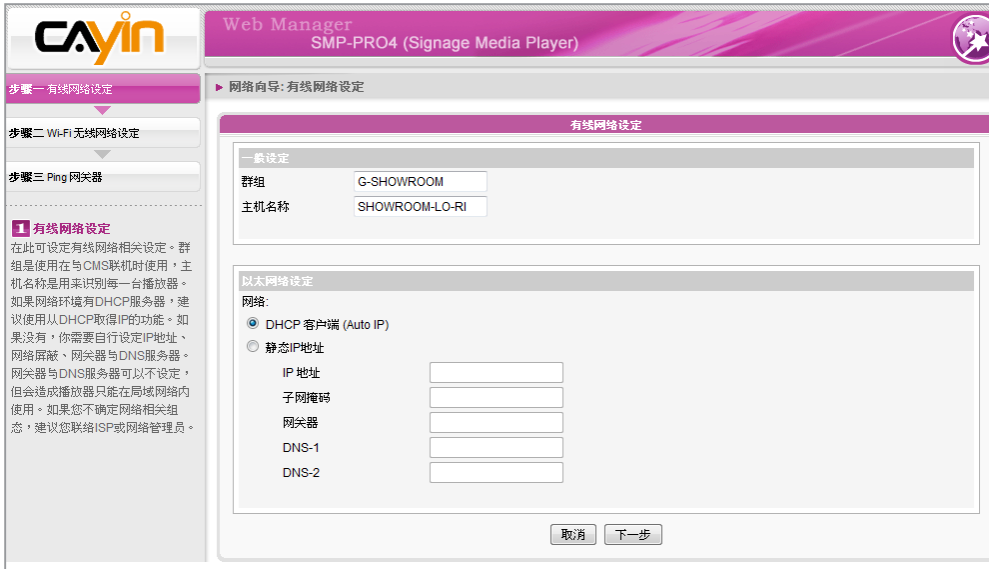 CAYIN
Web Manager
SMP-PRO4 (Signage Media Player)
步骤一 有线网络设定
步骤二 Wi-Fi 无线网络设定
步骤三 Ping 网关器
1 有线网络设定
在此可设定有线网络相关设定。群
组是使用在与CMS联机时使用，主
机名称是用来识别每一台播放器。
如果网络环境有DHCP服务器，建
议使用从DHCP取得IP的功能。如
果没有，你需要自行设定IP地址、
网络屏蔽、网关器与DNS服务器。
网关器与DNS服务器可以不设定，
但会造成播放器只能在局域网络内
使用。如果您不确定网络相关组
态，建议您联络ISP或网络管理员。
网络向导: 有线网络设定
有线网络设定
一般设定
群组 G-SHOWROOM
主机名称 SHOWROOM-LO-RI
以太网络设定
网络:
DHCP 客户端 (Auto IP)
静态IP地址
IP 地址
子网掩码
网关器
DNS-1
DNS-2
取消 下一步